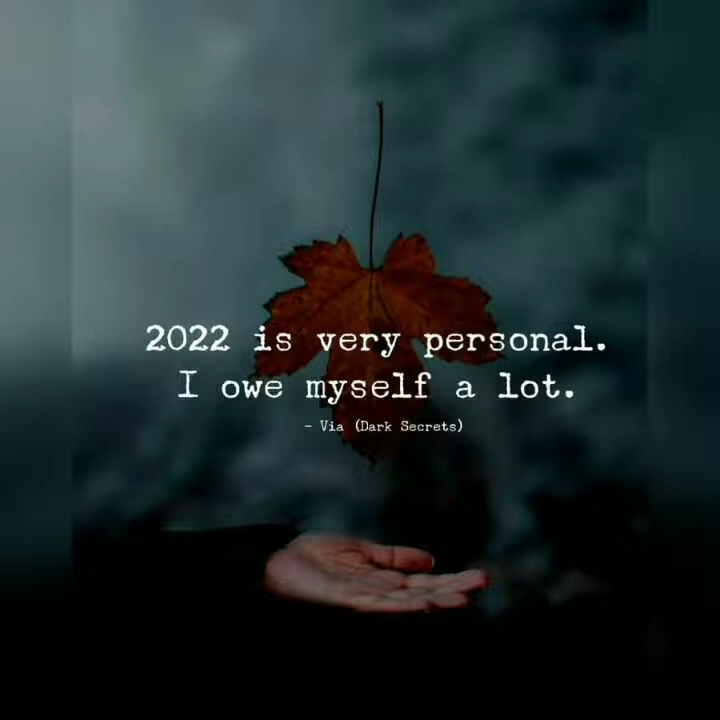 2022 is very personal.
I owe myself a lot.
- Via (Dark Secrets)